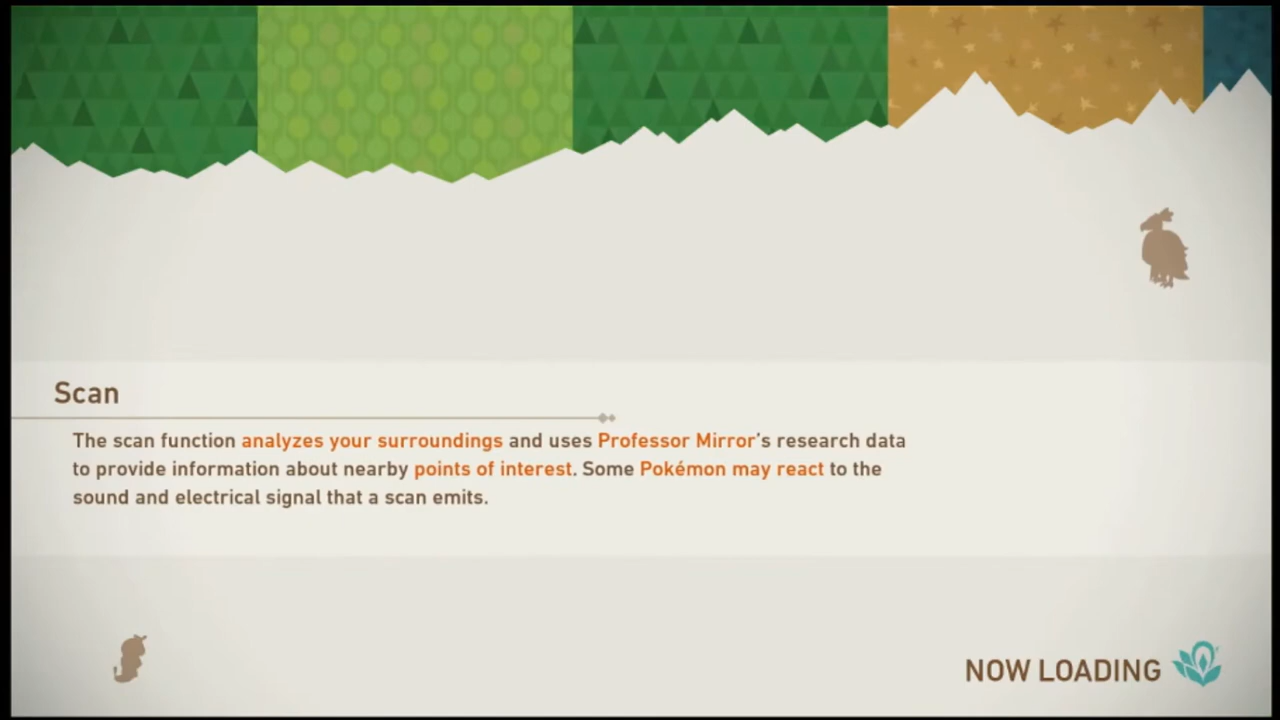 Scan
The scan function analyzes your surroundings and uses Professor Mirror's research data
to provide information about nearby points of interest. Some Pokémon may react to the
sound and electrical signal that a scan emits.
NOW LOADING